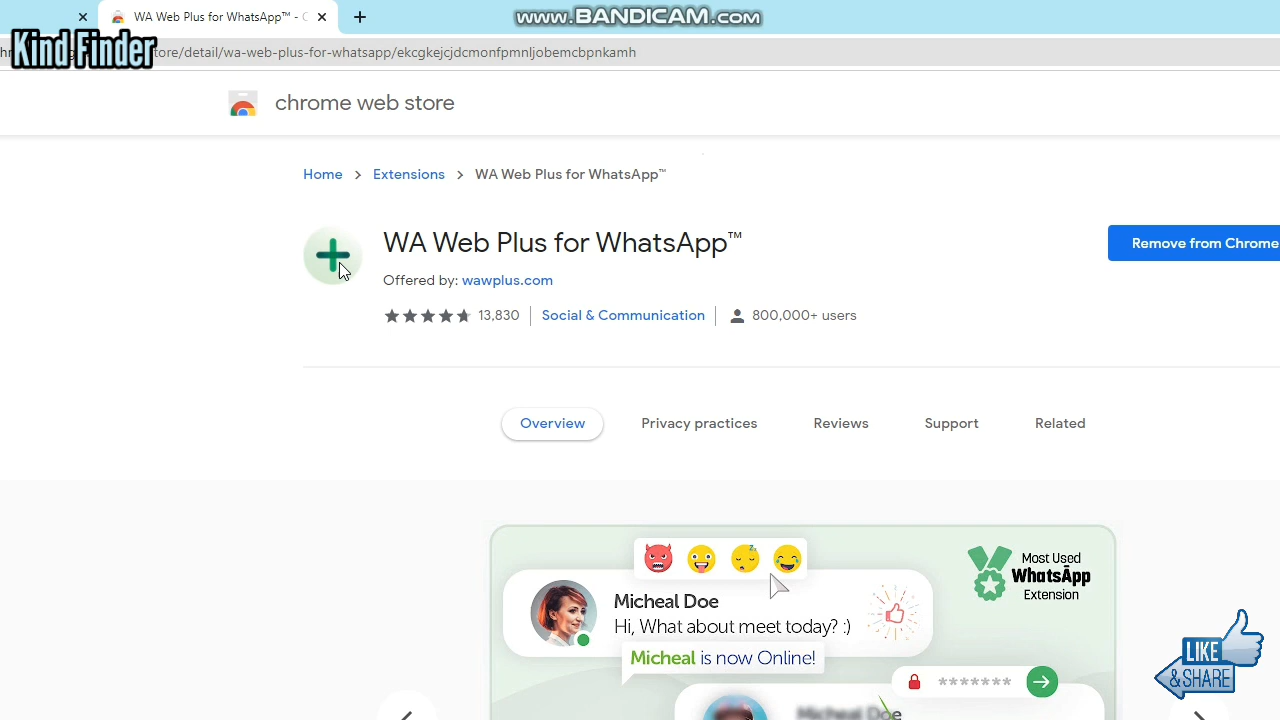 WA Web Plus for WhatsApp™ - C
www.BANDICAM.com
Kind Finder
tore/detail/wa-web-plus-for-whatsapp/ekcgkejcjdcmonfpmnljobemcbpnkamh
chrome web store
Home > Extensions > WA Web Plus for WhatsApp™
WA Web Plus for WhatsApp™
Remove from Chrome
Offered by: wawplus.com
13,830 Social & Communication 800,000+ users
Overview Privacy practices Reviews Support Related
Most Used
WhatsApp
Extension
Micheal Doe
Hi, What about meet today? :)
Micheal is now Online!
*******
Micheal Doe
LIKE
& SHARE